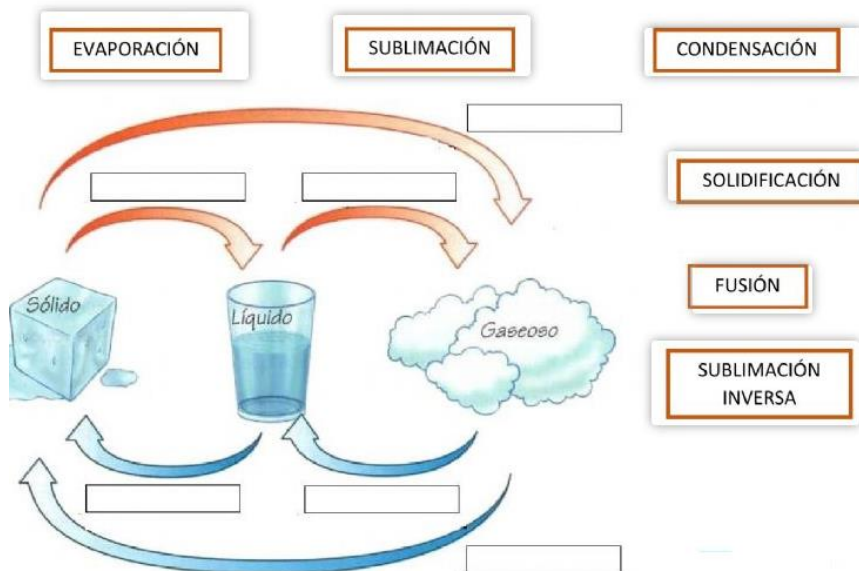 EVAPORACIÓN
SUBLIMACIÓN
CONDENSACIÓN
SOLIDIFICACIÓN
FUSIÓN
Sólido
Líquido
Gaseoso
SUBLIMACIÓN
INVERSA